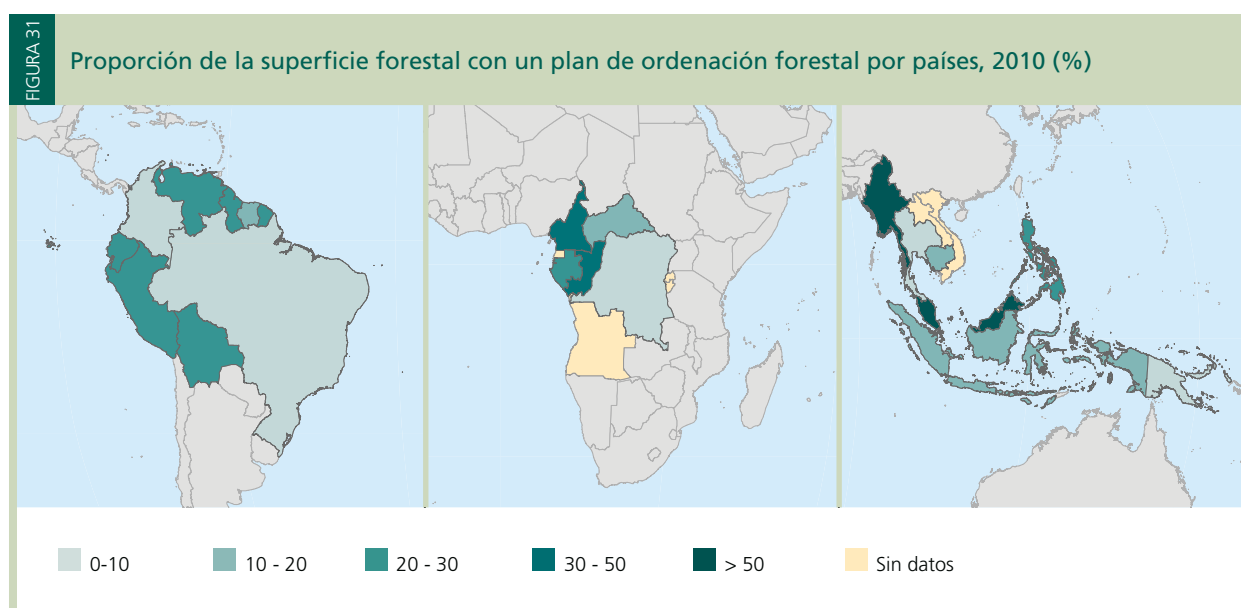 FIGURA 31
Proporción de la superficie forestal con un plan de ordenación forestal por países, 2010 (%)
0-10
10 - 20
20 - 30
30 - 50
> 50
Sin datos